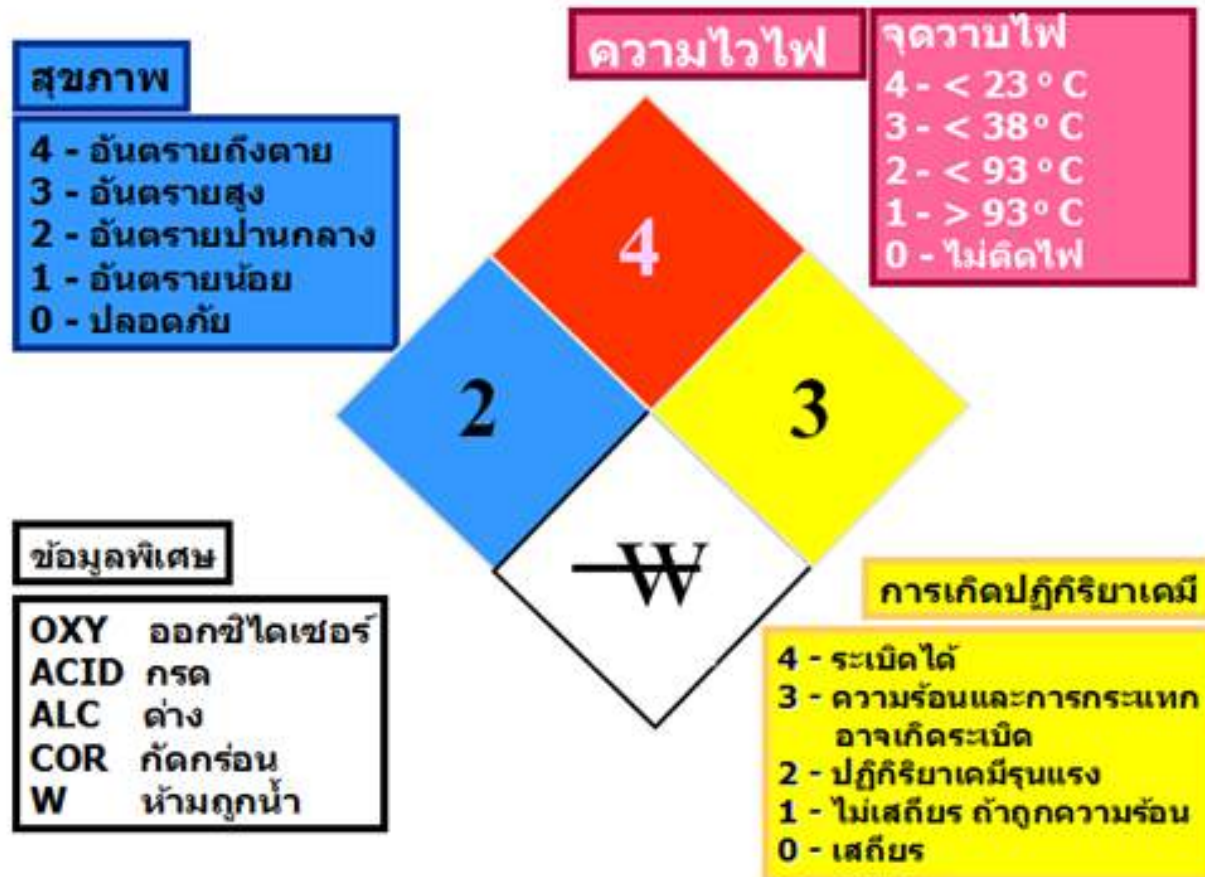 สุขภาพ
4 - อันตรายถึงตาย
3 - อันตรายสูง
2 - อันตรายปานกลาง
1 - อันตรายน้อย
0 - ปลอดภัย
ความไวไฟ
จุดวาบไฟ
4 - < 23 ° C
3 - < 38 ° C
2 - < 93 ° C
1 - > 93 ° C
0 - ไม่ติดไฟ
4
2
3
W
ข้อมูลพิเศษ
OXY ออกซิไดเซอร์
ACID กรด
ALC ด่าง
COR กัดกร่อน
W ห้ามถูกน้ำ
การเกิดปฏิกิริยาเคมี
4 - ระเบิดได้
3 - ความร้อนและการกระแทก
อาจเกิดระเบิด
2 - ปฏิกิริยาเคมีรุนแรง
1 - ไม่เสถียร ถ้าถูกความร้อน
0 - เสถียร